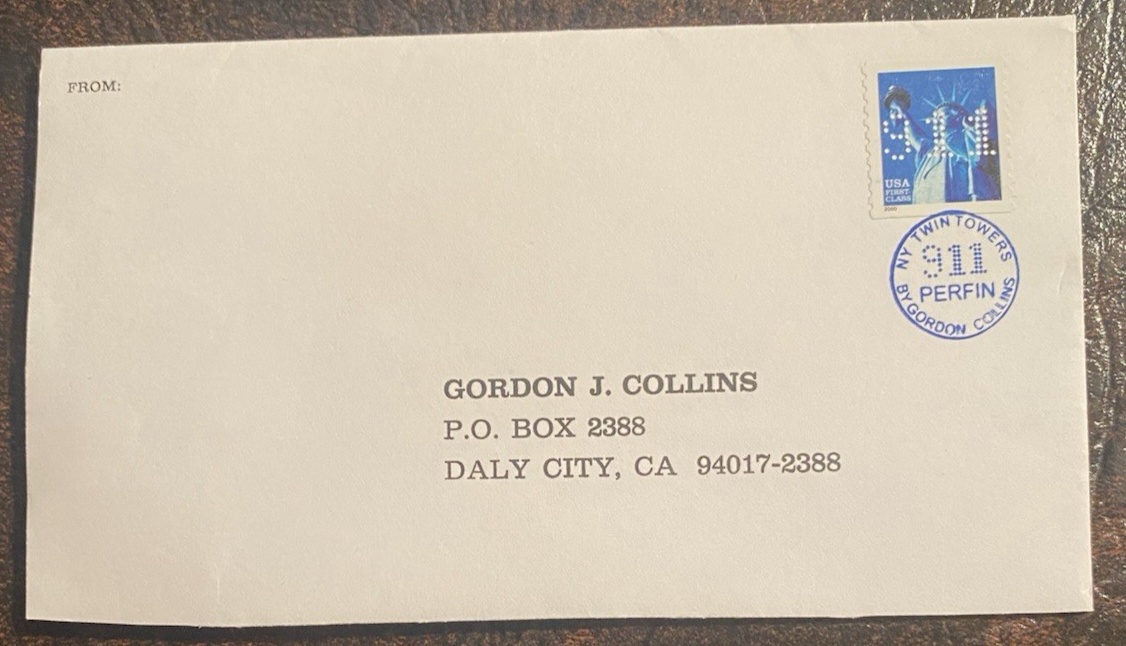 FROM:
911
USA
FIRST-
CLASS
2000
NY TWIN TOWERS
911
PERFIN
BY GORDON COLLINS
GORDON J. COLLINS
P.O. BOX 2388
DALY CITY, CA 94017-2388